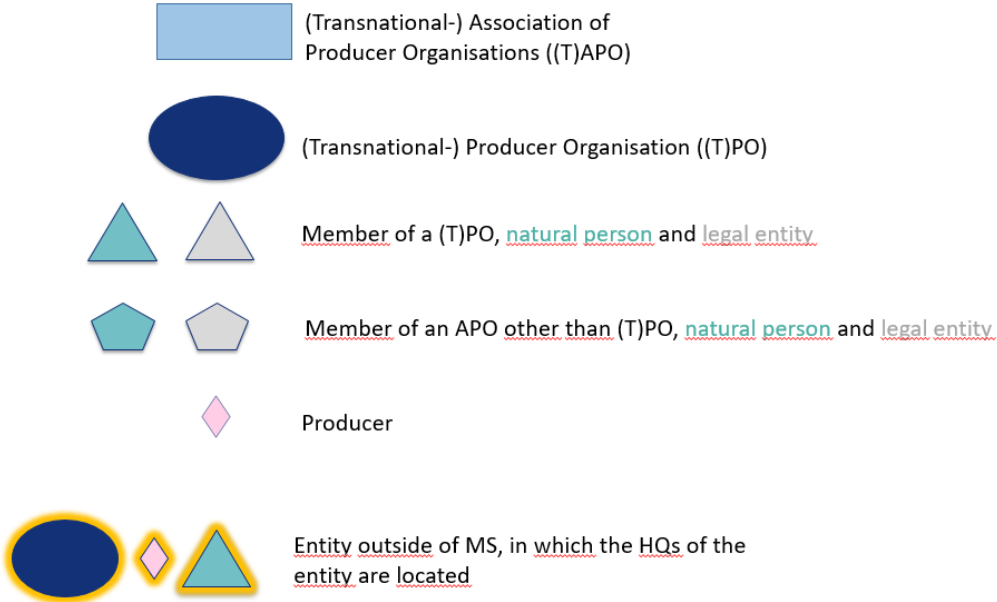 (Transnational-) Association of
Producer Organisations ((T)APO)
(Transnational-) Producer Organisation ((T)PO)
Member of a (T)PO, natural person and legal entity
Member of an APO other than (T)PO, natural person and legal entity
Producer
Entity outside of MS, in which the HQs of the
entity are located